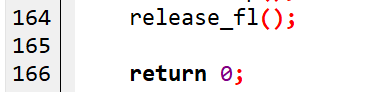 164 release_fl();
165
166 return 0;